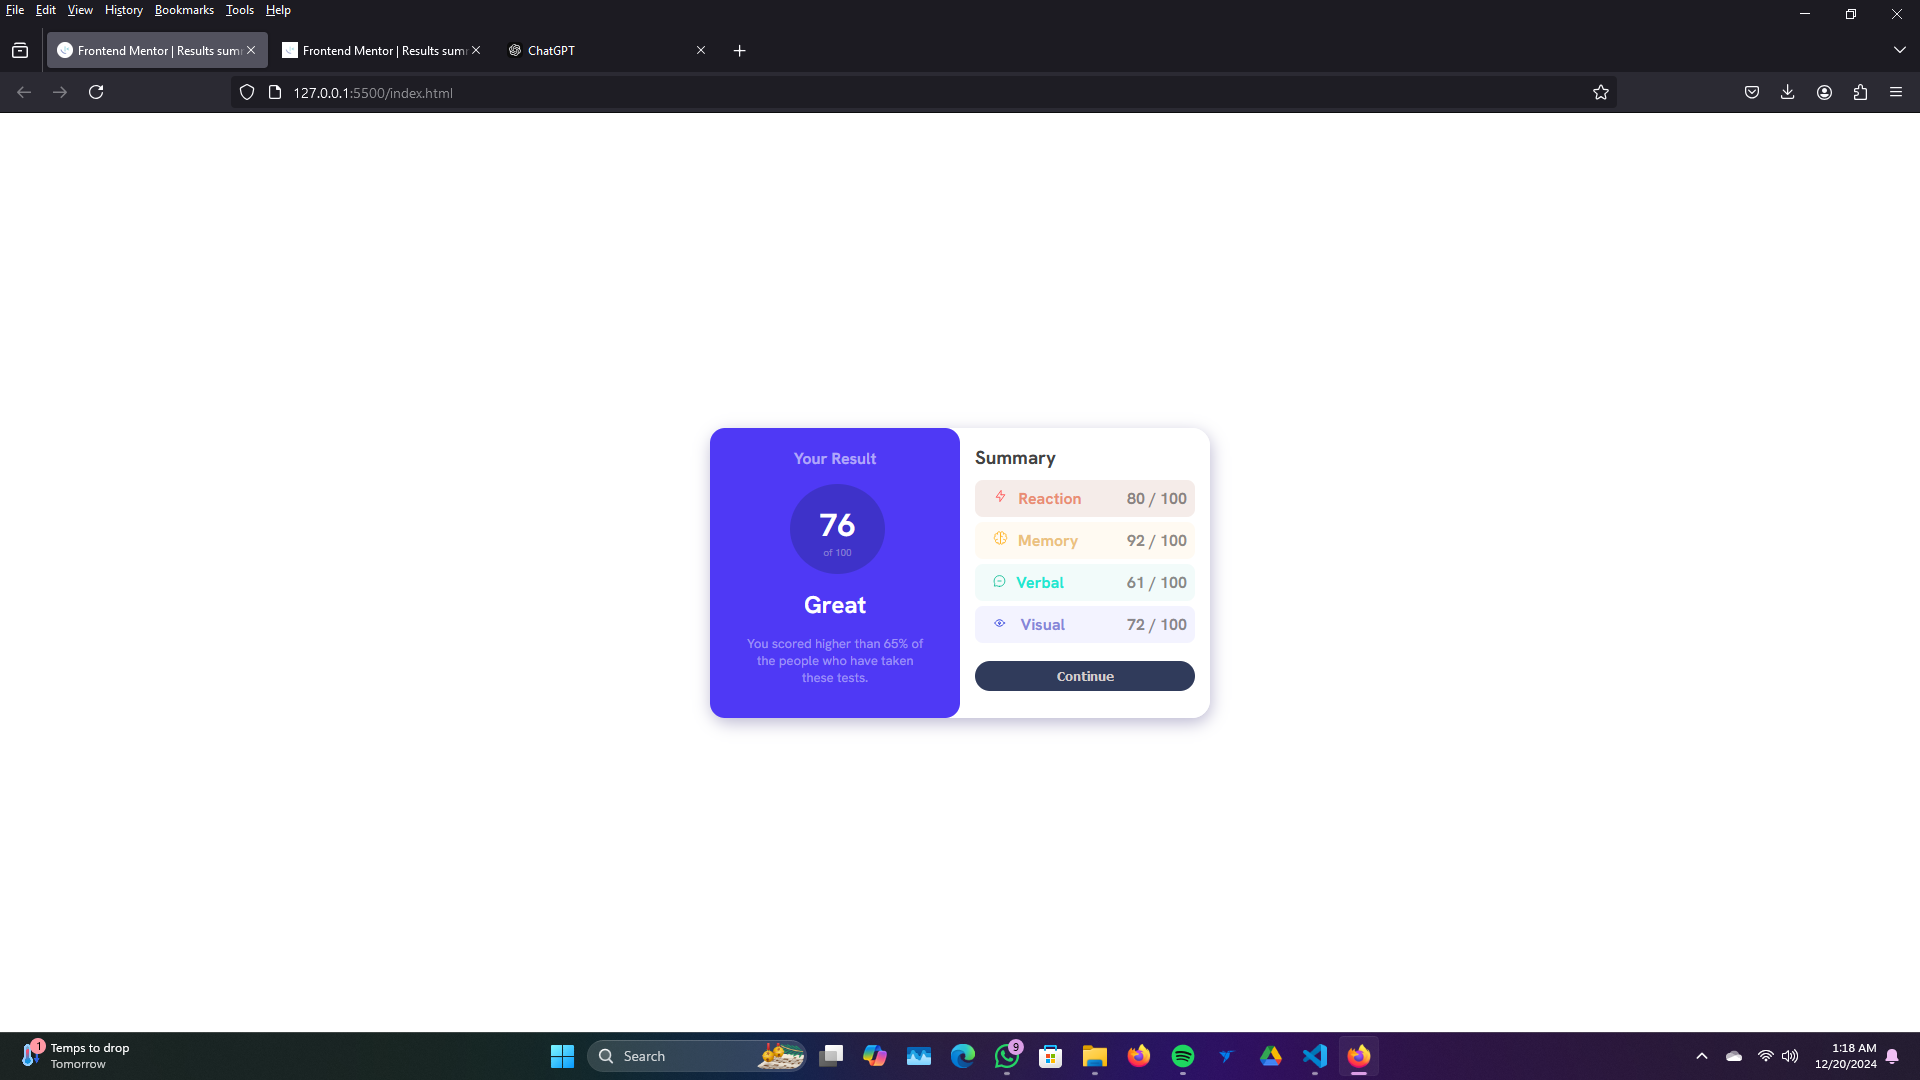 File Edit View History Bookmarks Tools Help
Frontend Mentor | Results sum
Frontend Mentor | Results sum
ChatGPT
127.0.0.1:5500/index.html
Your Result
76
of 100
Great
You scored higher than 65% of
the people who have taken
these tests.
Summary
Reaction 80 / 100
Memory 92 / 100
Verbal 61 / 100
Visual 72 / 100
Continue
1
Temps to drop
Tomorrow
Search
9
1:18 AM
12/20/2024